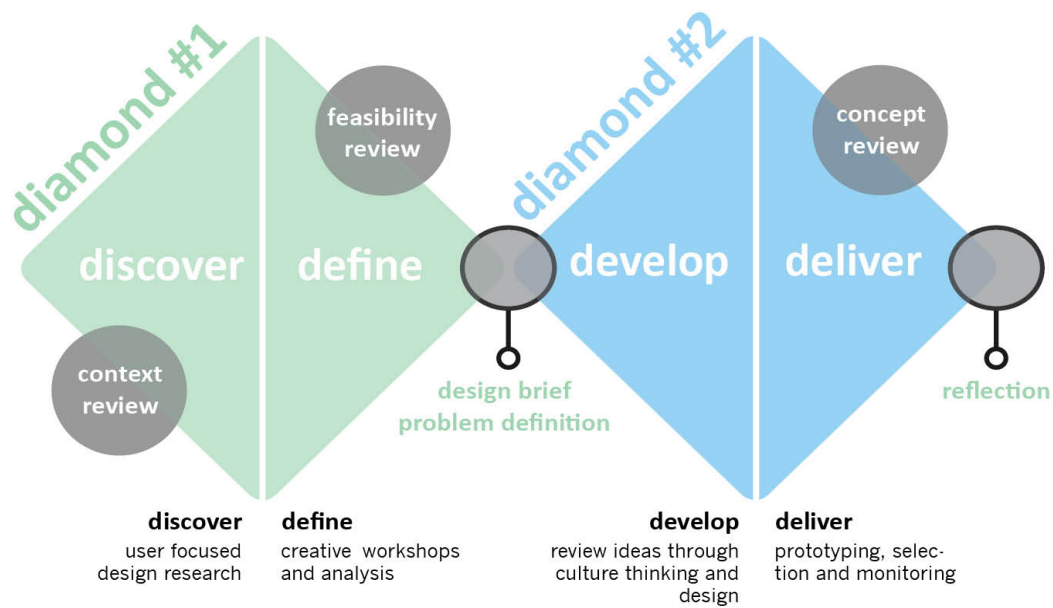 diamond #1
diamond #2
feasibility
review
concept
review
discover
define
develop
deliver
context
review
design brief
problem definition
reflection
discover
user focused
design research
define
creative workshops
and analysis
develop
review ideas through
culture thinking and
design
deliver
prototyping, selec-
tion and monitoring